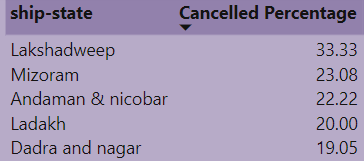 ship-state Cancelled Percentage
Lakshadweep 33.33
Mizoram 23.08
Andaman & nicobar 22.22
Ladakh 20.00
Dadra and nagar 19.05